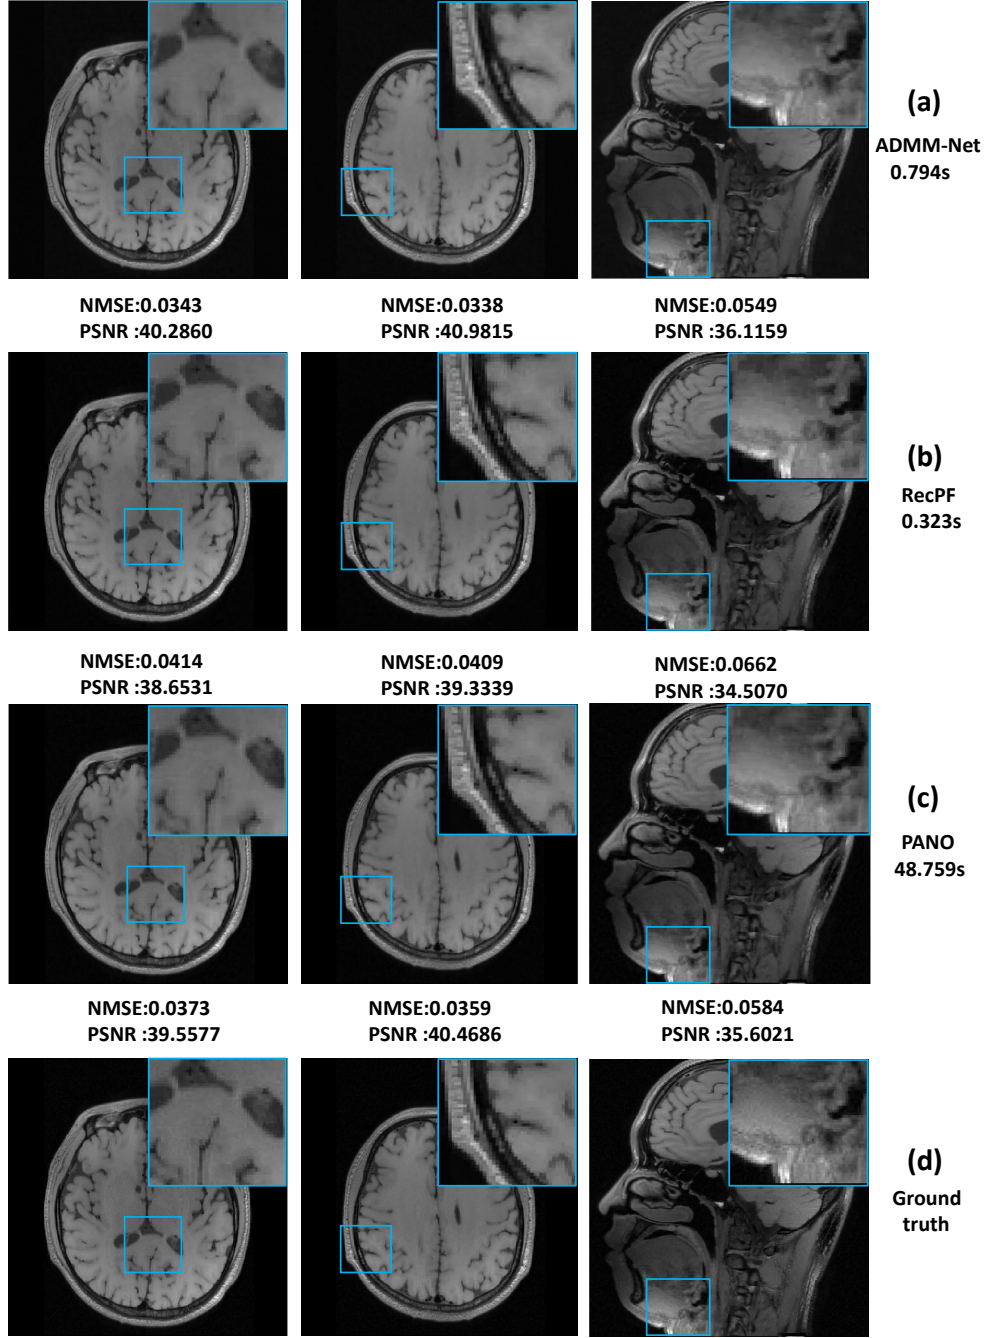 (a)
ADMM-Net
0.794s
NMSE:0.0343
PSNR :40.2860
NMSE:0.0338
PSNR :40.9815
NMSE:0.0549
PSNR :36.1159
(b)
RecPF
0.323s
NMSE:0.0414
PSNR :38.6531
NMSE:0.0409
PSNR :39.3339
NMSE:0.0662
PSNR :34.5070
(c)
PANO
48.759s
NMSE:0.0373
PSNR :39.5577
NMSE:0.0359
PSNR :40.4686
NMSE:0.0584
PSNR :35.6021
(d)
Ground
truth